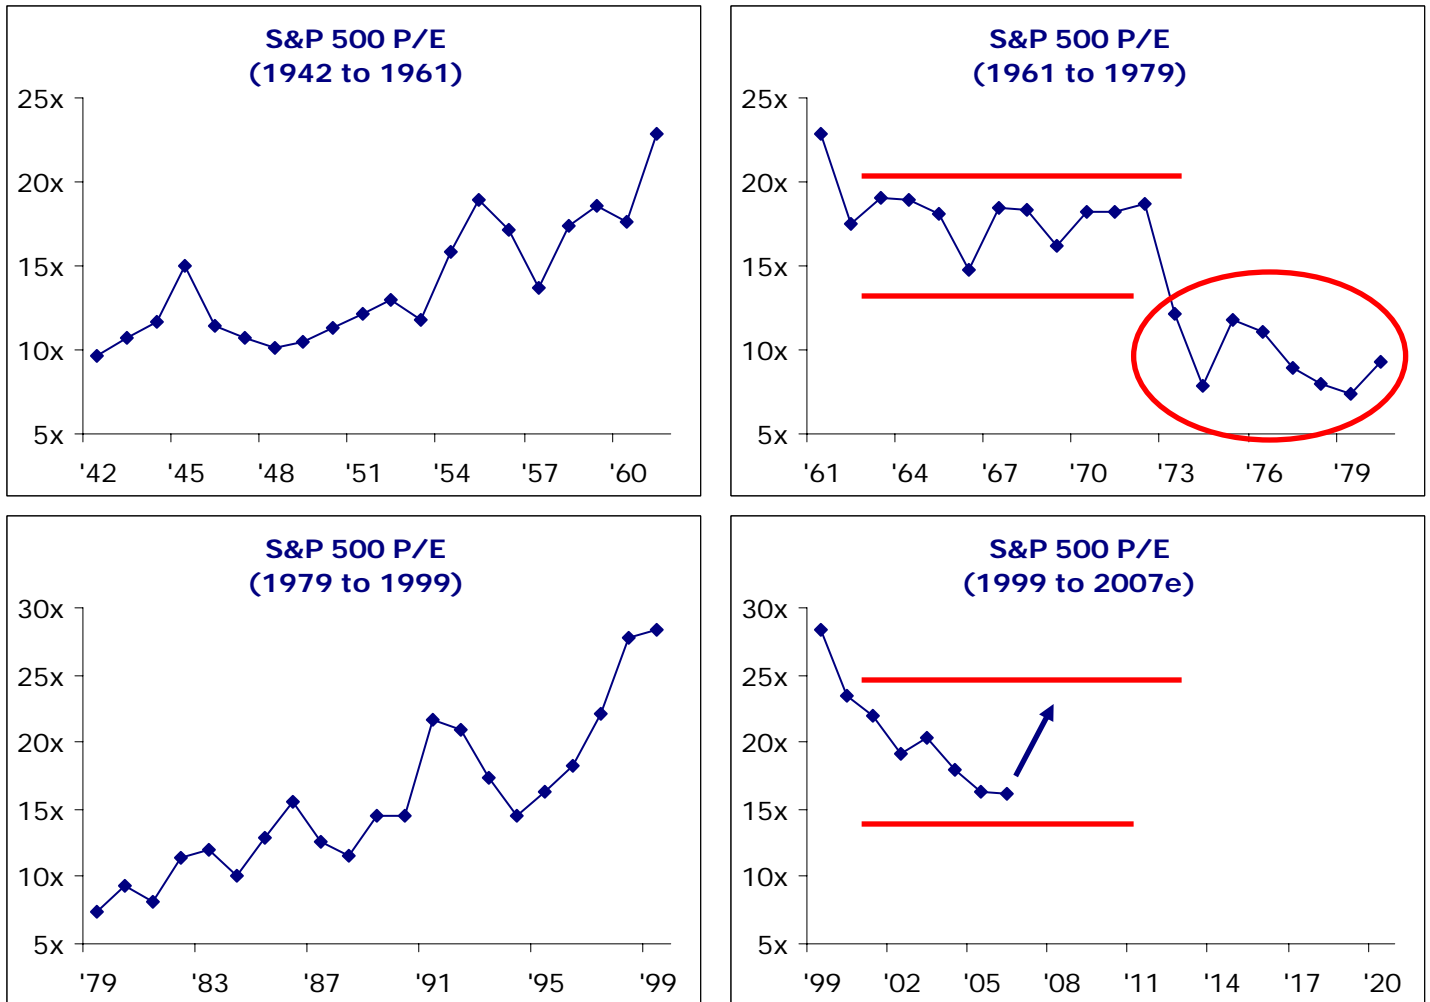 S&P 500 P/E
(1942 to 1961)
25x
20x
15x
10x
5x
'42 '45 '48 '51 '54 '57 '60
S&P 500 P/E
(1961 to 1979)
25x
20x
15x
10x
5x
'61 '64 '67 '70 '73 '76 '79
S&P 500 P/E
(1979 to 1999)
30x
25x
20x
15x
10x
5x
'79 '83 '87 '91 '95 '99
S&P 500 P/E
(1999 to 2007e)
30x
25x
20x
15x
10x
5x
'99 '02 '05 '08 '11 '14 '17 '20